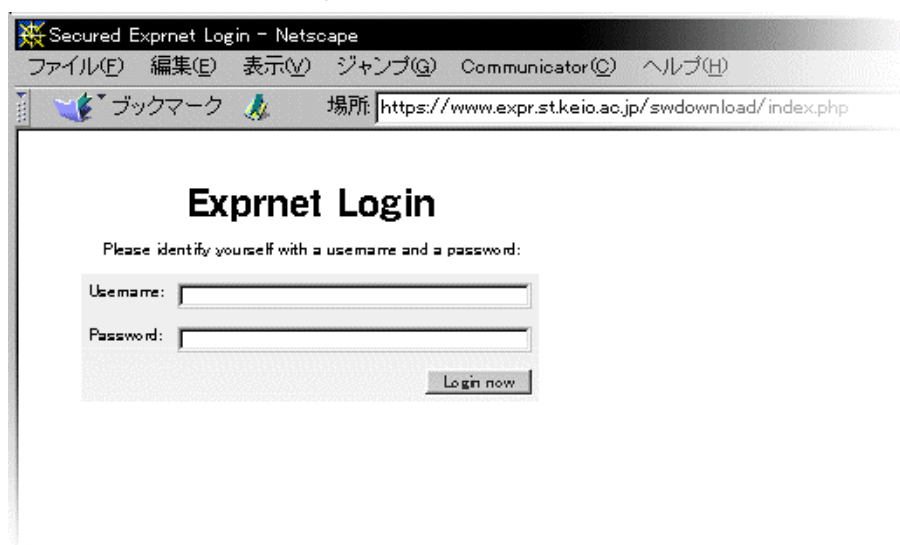 Secured Exprnet Login - Netscape
ファイル(F) 編集(E) 表示(V) ジャンプ(G) Communicator(C) ヘルプ(H)
ブックマーク 場所: https://www.expr.st.keio.ac.jp/swdownload/index.php
Exprnet Login
Please identify yourself with a username and a password:
Username:
Password:
Login now